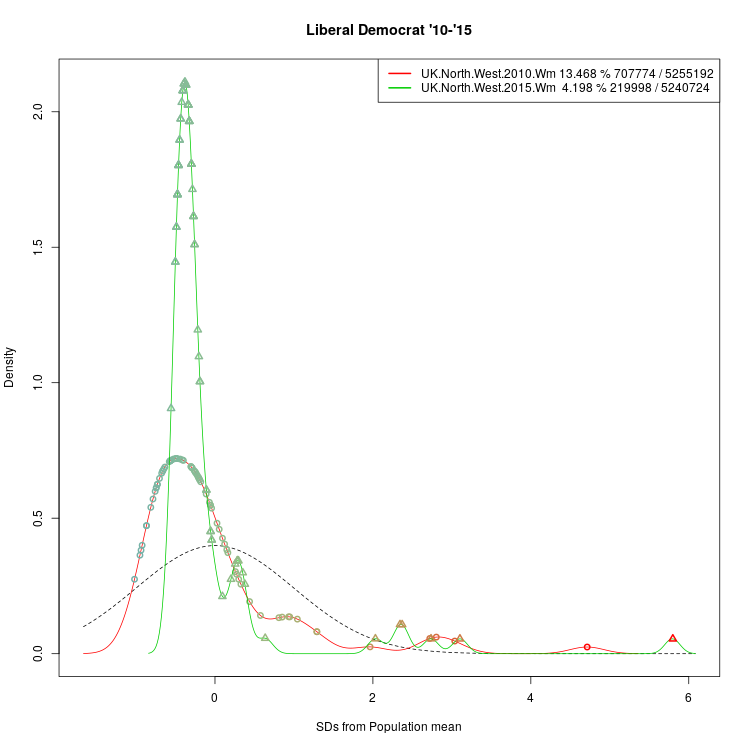 Liberal Democrat '10-'15
UK.North.West.2010.Wm 13.468 % 707774 / 5255192
UK.North.West.2015.Wm 4.198 % 219998 / 5240724
Density
2.0
1.5
1.0
0.5
0.0
0 2 4 6
SDs from Population mean